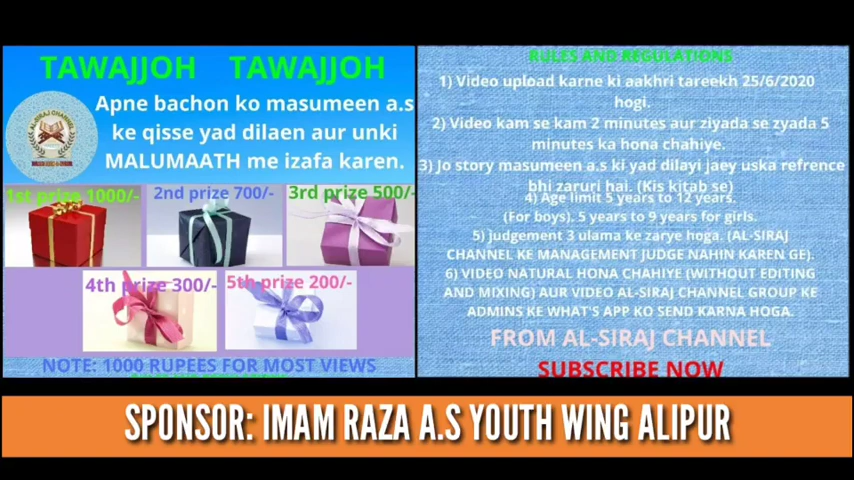 TAWAJJOH TAWAJJOH
Apne bachon ko masumeen a.s
ke qisse yad dilaen aur unki
MALUMAATH me izafa karen.
AL-SIRAJ CHANNEL
1st prize 1000/-
2nd prize 700/-
3rd prize 500/-
4th prize 300/-
5th prize 200/-
NOTE: 1000 RUPEES FOR MOST VIEWS
RULES AND REGULATIONS
1) Video upload karne ki aakhri tareekh 25/6/2020
hogi.
2) Video kam se kam 2 minutes aur ziyada se zyada 5
minutes ka hona chahiye.
3) Jo story masumeen a.s ki yad dilayi jaey uska refrence
bhi zaruri hai. (Kis kitab se)
4) Age limit 5 years to 12 years.
(For boys), 5 years to 9 years for girls.
5) judgement 3 ulama ke zarye hoga. (AL-SIRAJ
CHANNEL KE MANAGEMENT JUDGE NAHIN KAREN GE).
6) VIDEO NATURAL HONA CHAHIYE (WITHOUT EDITING
AND MIXING) AUR VIDEO AL-SIRAJ CHANNEL GROUP KE
ADMINS KE WHAT'S APP KO SEND KARNA HOGA.
FROM AL-SIRAJ CHANNEL
SUBSCRIBE NOW
SPONSOR: IMAM RAZA A.S YOUTH WING ALIPUR